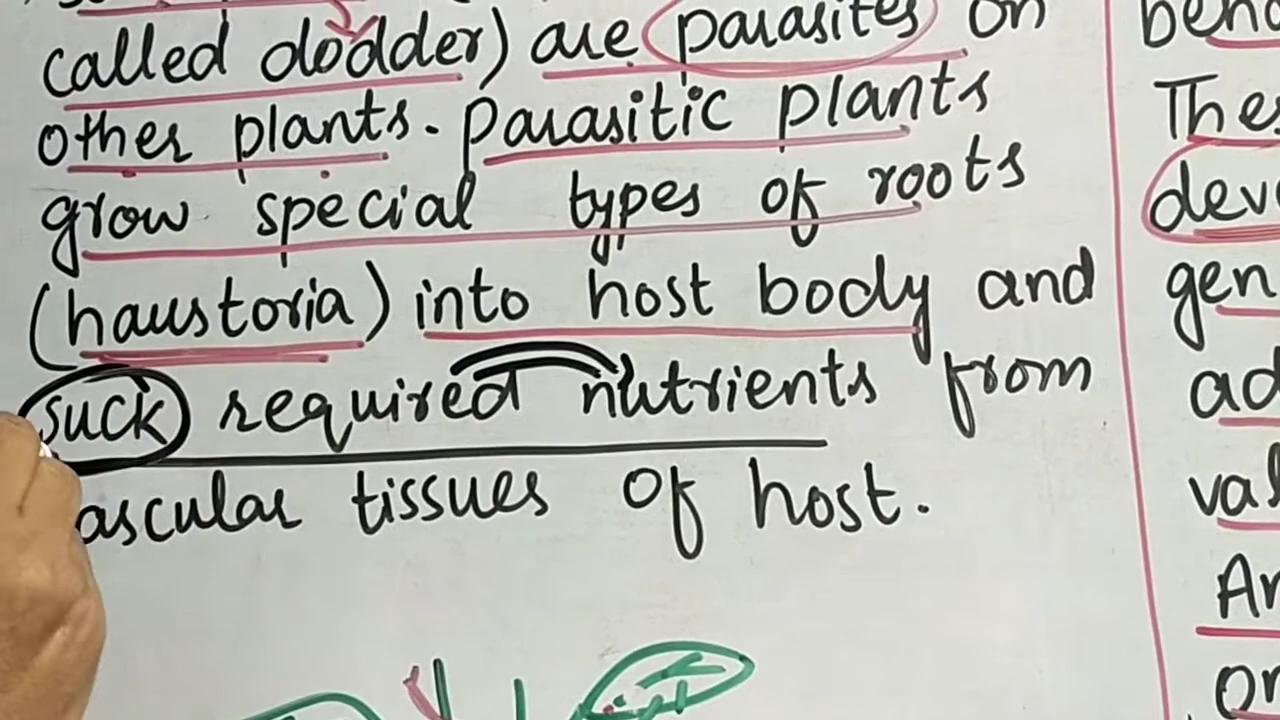 called dodder) are parasites on
other plants. Parasitic plants
grow special types of roots
(haustoria) into host body and
suck required nutrients from
ascular tissues of host.